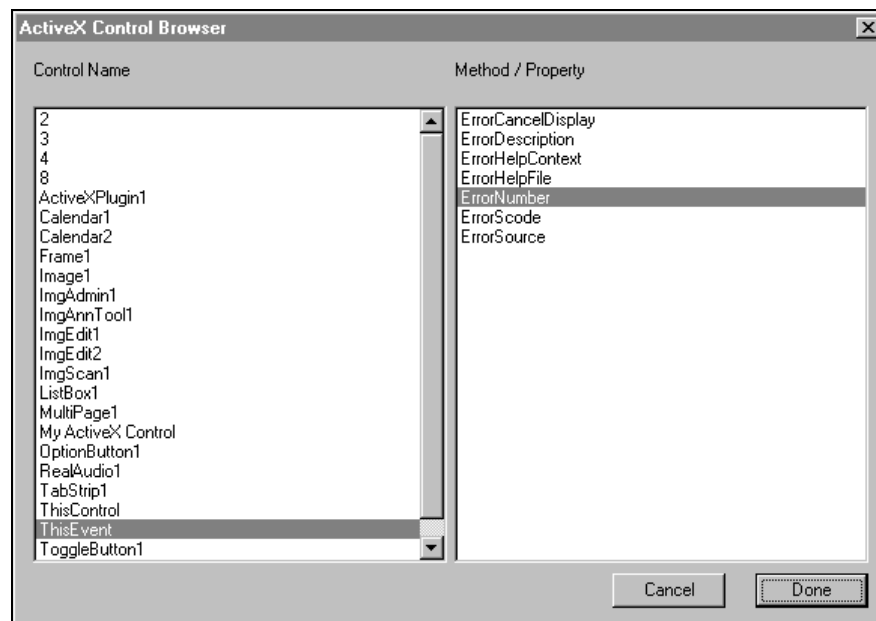 ActiveX Control Browser
Control Name
Method / Property
2
3
4
8
ActiveXPlugin1
Calendar1
Calendar2
Frame1
Image1
ImgAdmin1
ImgAnnTool1
ImgEdit1
ImgEdit2
ImgScan1
ListBox1
MultiPage1
My ActiveX Control
OptionButton1
RealAudio1
TabStrip1
ThisControl
ThisEvent
ToggleButton1
ErrorCancelDisplay
ErrorDescription
ErrorHelpContext
ErrorHelpFile
ErrorNumber
ErrorScode
ErrorSource
Cancel
Done